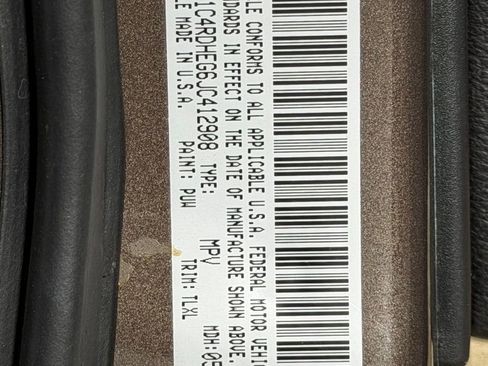 LE CONFORMS TO ALL APPLICABLE U.S.A. FEDERAL MOTOR VEHIC
DARDS IN EFFECT ON THE DATE OF MANUFACTURE SHOWN ABOVE.
1C4RDHEG6JC412908 TYPE: MPV MDH:05
LE MADE IN U.S.A. PAINT: PUW TRIM: TLXL